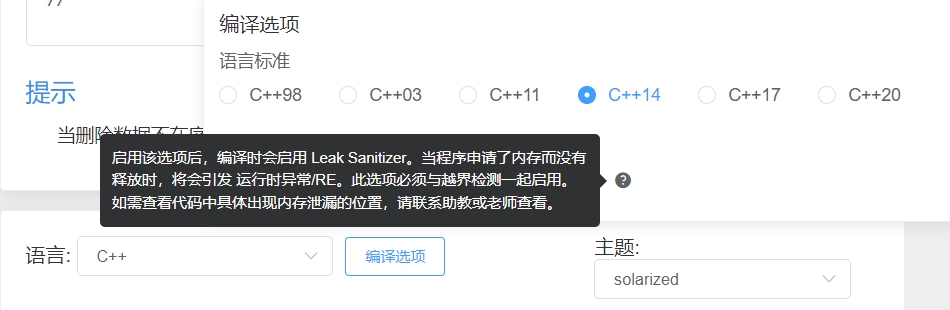 77
编译选项
语言标准
C++98 C++03 C++11 C++14 C++17 C++20
提示
当删除数据不在
启用该选项后，编译时会启用 Leak Sanitizer。当程序申请了内存而没有
释放时，将会引发 运行时异常/RE。此选项必须与越界检测一起启用。
如需查看代码中具体出现内存泄漏的位置，请联系助教或老师查看。
?
语言: C++ 编译选项
主题:
solarized